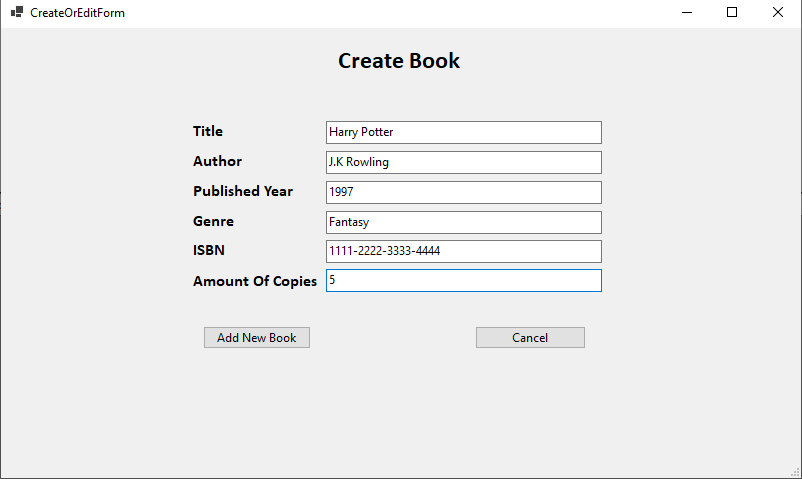 CreateOrEditForm
Create Book
Title Harry Potter
Author J.K Rowling
Published Year 1997
Genre Fantasy
ISBN 1111-2222-3333-4444
Amount Of Copies 5
Add New Book Cancel